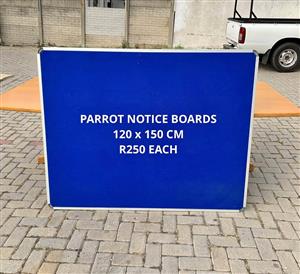 PARROT NOTICE BOARDS
120 x 150 CM
R250 EACH